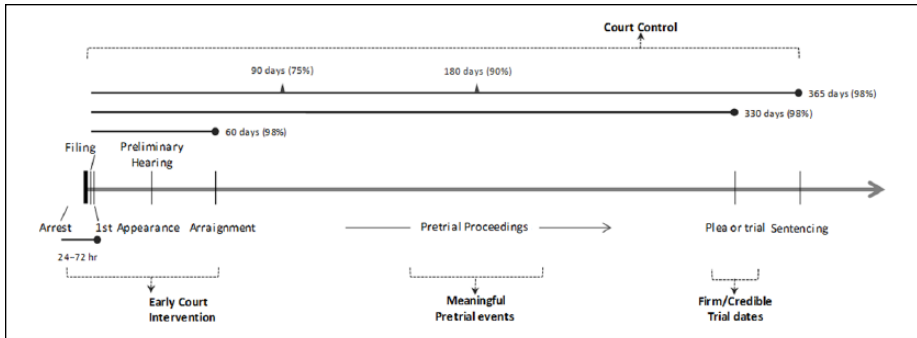 Court Control
90 days (75%)
180 days (90%)
365 days (98%)
330 days (98%)
60 days (98%)
Filing
Preliminary
Hearing
Arrest
1st Appearance
Arraignment
Pretrial Proceedings
Plea or trial
Sentencing
24–72 hr
Early Court
Intervention
Meaningful
Pretrial events
Firm/Credible
Trial dates